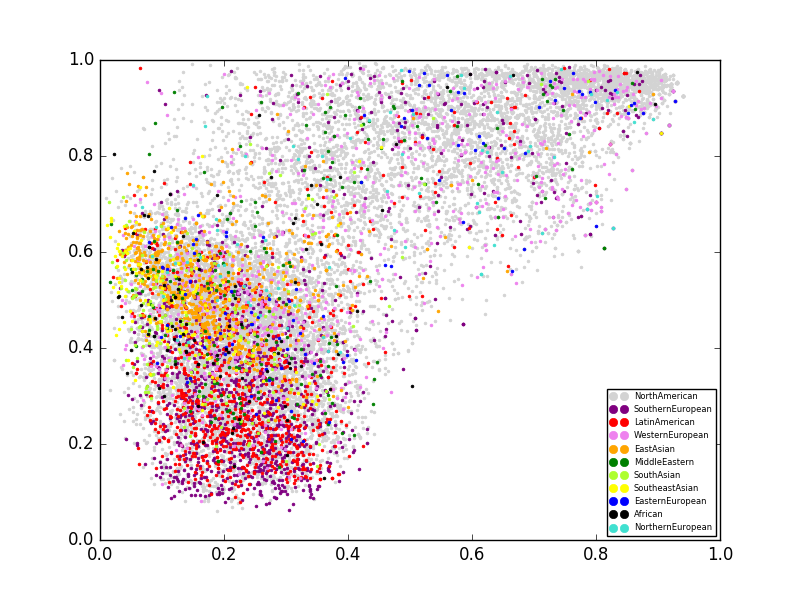 1.0
0.8
0.6
0.4
0.2
0.0
0.0 0.2 0.4 0.6 0.8 1.0
NorthAmerican
SouthernEuropean
LatinAmerican
WesternEuropean
EastAsian
MiddleEastern
SouthAsian
SoutheastAsian
EasternEuropean
African
NorthernEuropean